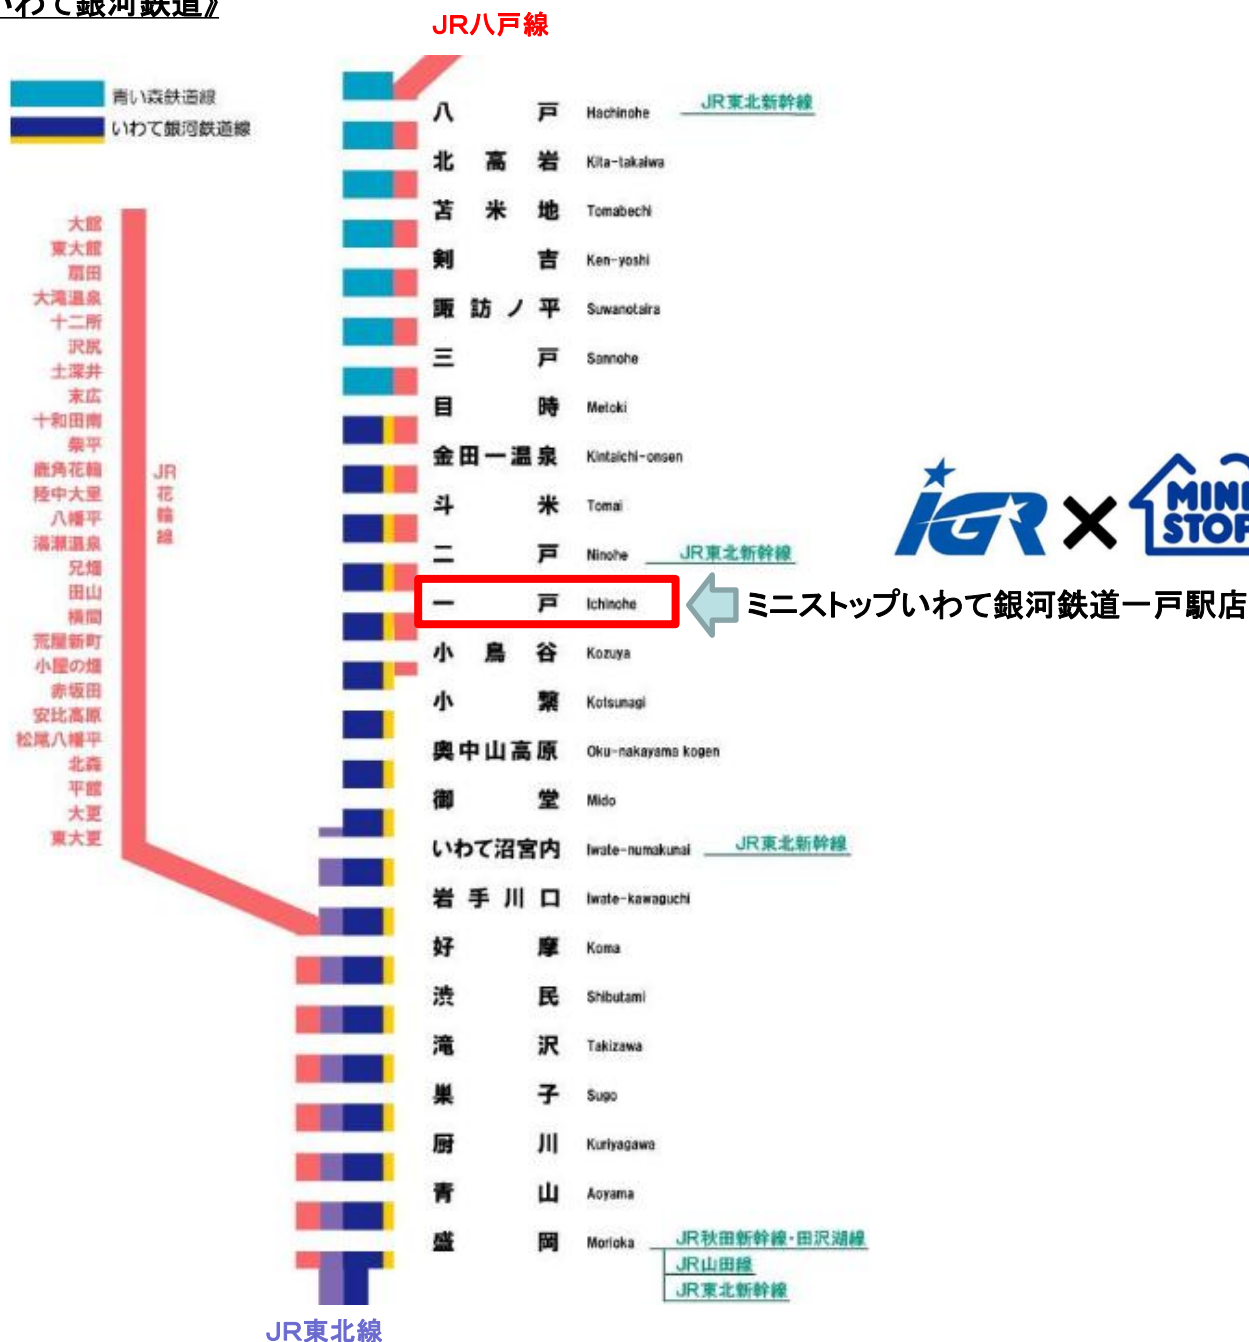 いわて銀河鉄道》
JR八戸線
青い森鉄道線
いわて銀河鉄道線
八戸 Hachinohe JR東北新幹線
北高岩 Kita-takaiwa
苫米地 Tomabechi
剣吉 Ken-yoshi
諏訪ノ平 Suwanotaira
三戸 Sannohe
目時 Metoki
金田一温泉 Kintaichi-onsen
斗米 Tomai
二戸 Ninohe JR東北新幹線
一戸 Ichinohe
小鳥谷 Kozuya
小繋 Kotsunagi
奥中山高原 Oku-nakayama kogen
御堂 Mido
いわて沼宮内 Iwate-numakunai JR東北新幹線
岩手川口 Iwate-kawaguchi
好摩 Koma
渋民 Shibutami
滝沢 Takizawa
巣子 Sugo
厨川 Kuriyagawa
青山 Aoyama
盛岡 Morioka JR秋田新幹線・田沢湖線
JR山田線
JR東北新幹線
JR東北線
大館
東大館
扇田
大滝温泉
十二所
沢尻
土深井
末広
十和田南
柴平
鹿角花輪
陸中大里
八幡平
湯瀬温泉
兄畑
田山
横間
荒屋新町
小屋の畑
赤坂田
安比高原
松尾八幡平
北森
平館
大更
東大更
JR花輪線
iGR × MINI STOP
ミニストップいわて銀河鉄道一戸駅店